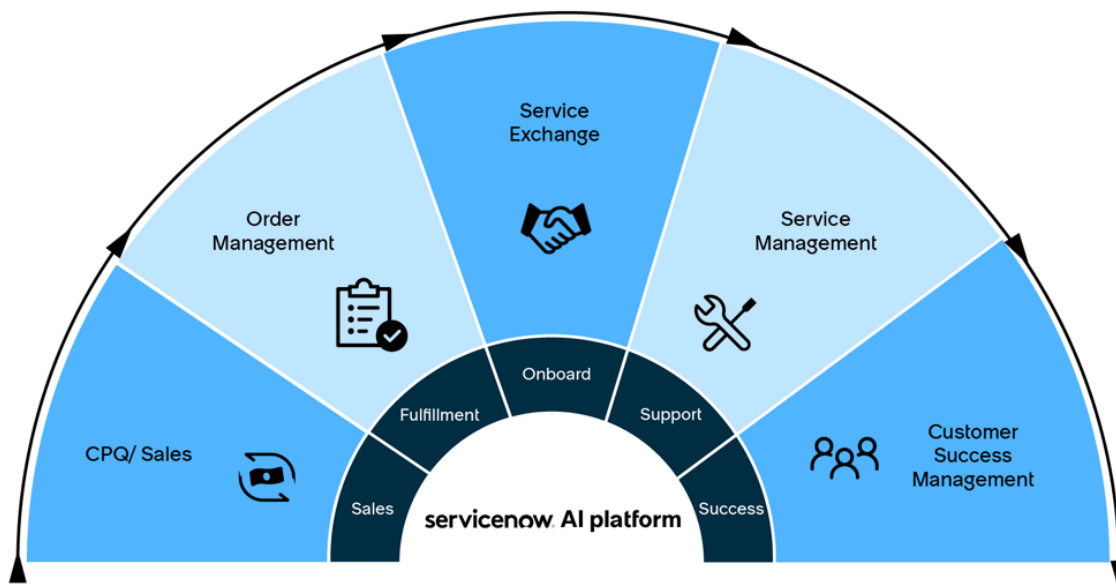 Service
Exchange
Order
Management
Service
Management
CPQ/ Sales
Customer
Success
Management
Onboard
Fulfillment
Support
Sales
Success
servicenow. AI platform